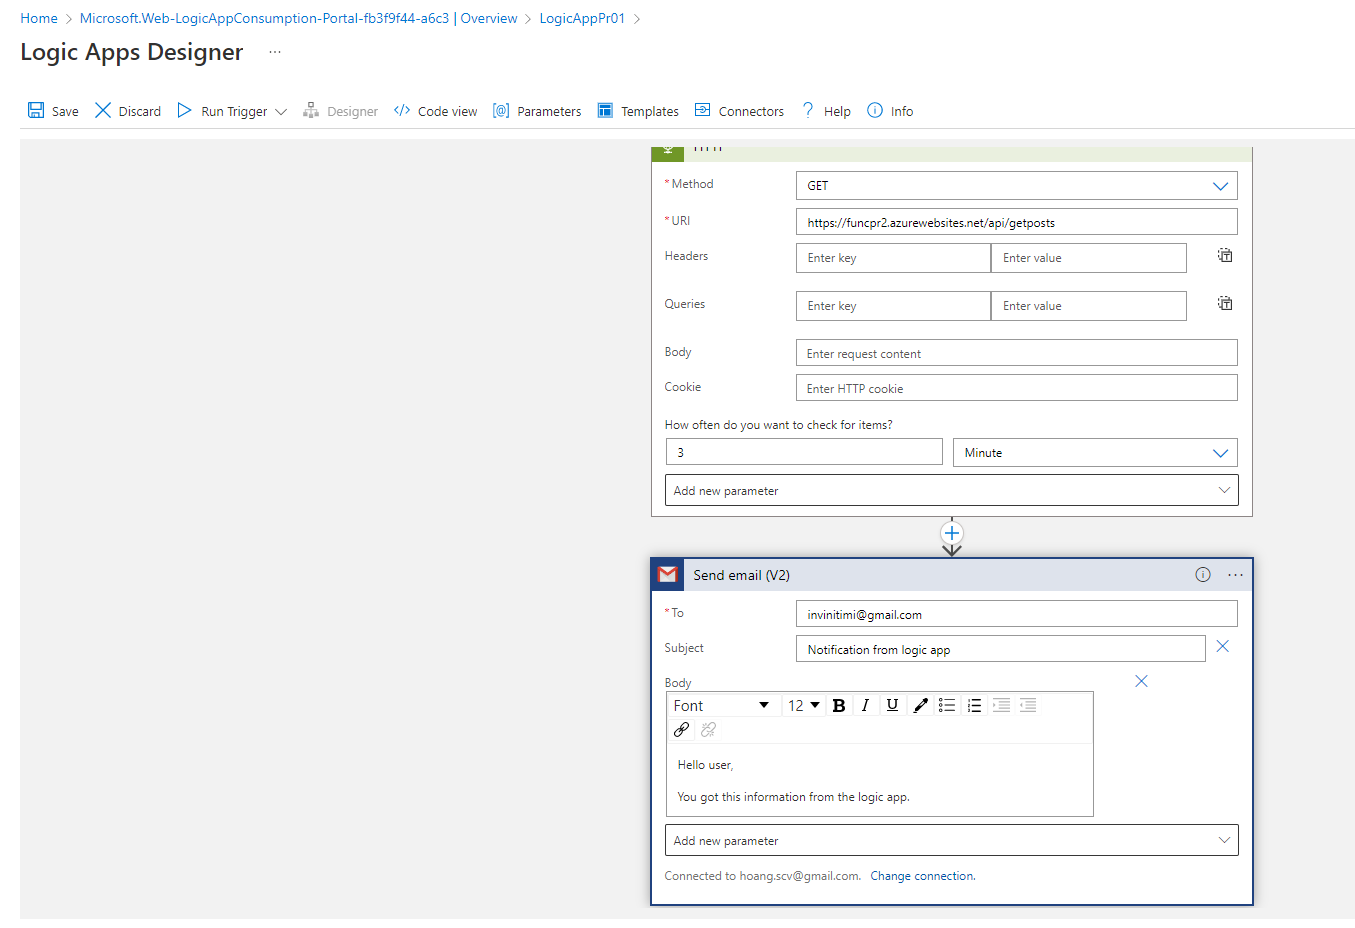 Home > Microsoft.Web-LogicAppConsumption-Portal-fb3f9f44-a6c3 | Overview > LogicAppPr01 >
Logic Apps Designer ...
Save Discard Run Trigger Designer </> Code view [@] Parameters Templates Connectors ? Help Info
HTTP
* Method GET
* URI https://funcpr2.azurewebsites.net/api/getposts
Headers Enter key Enter value
Queries Enter key Enter value
Body Enter request content
Cookie Enter HTTP cookie
How often do you want to check for items?
3 Minute
Add new parameter
Send email (V2) ...
* To invinitimi@gmail.com
Subject Notification from logic app
Body
Font 12 B I U
Hello user,
You got this information from the logic app.
Add new parameter
Connected to hoang.scv@gmail.com. Change connection.